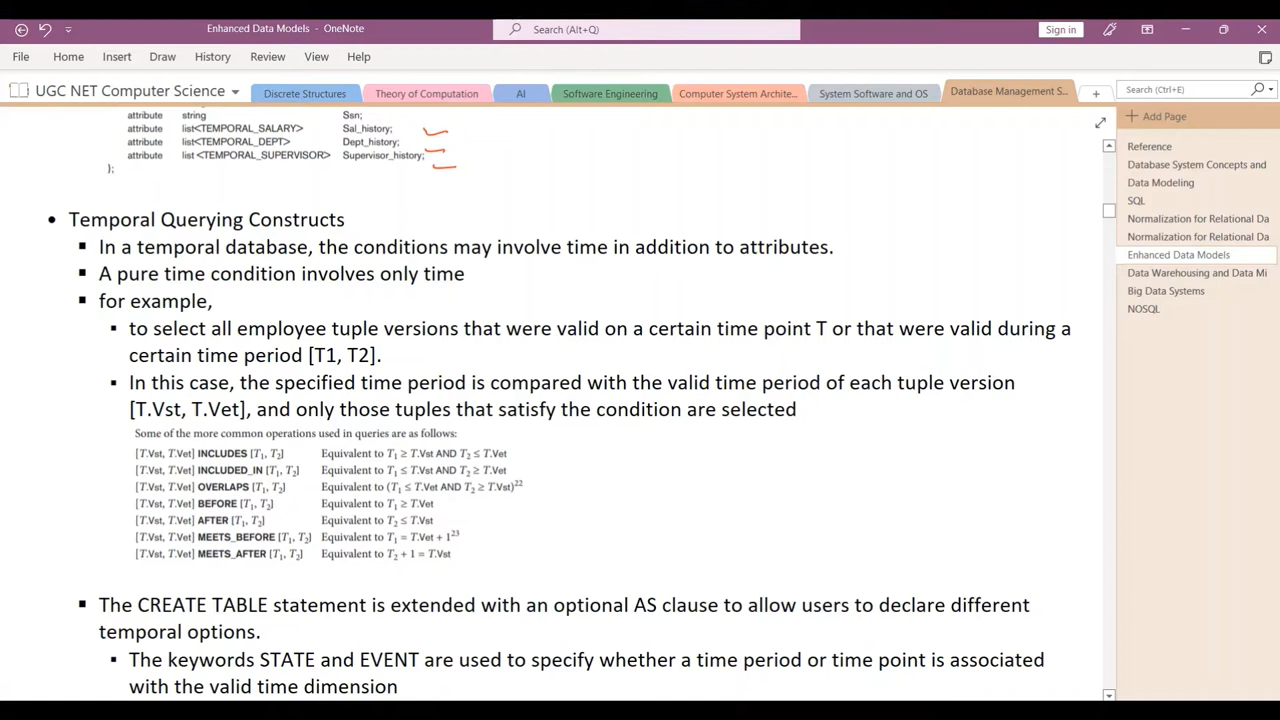 Enhanced Data Models - OneNote
Search (Alt+Q)
Sign in
File Home Insert Draw History Review View Help
UGC NET Computer Science
Discrete Structures
Theory of Computation
AI
Software Engineering
Computer System Archite...
System Software and OS
Database Management S...
Search (Ctrl+E)
attribute string Ssn;
attribute list<TEMPORAL_SALARY> Sal_history;
attribute list<TEMPORAL_DEPT> Dept_history;
attribute list <TEMPORAL_SUPERVISOR> Supervisor_history;
};
• Temporal Querying Constructs
▪ In a temporal database, the conditions may involve time in addition to attributes.
▪ A pure time condition involves only time
▪ for example,
▪ to select all employee tuple versions that were valid on a certain time point T or that were valid during a
certain time period [T1, T2].
▪ In this case, the specified time period is compared with the valid time period of each tuple version
[T.Vst, T.Vet], and only those tuples that satisfy the condition are selected
Some of the more common operations used in queries are as follows:
[T.Vst, T.Vet] INCLUDES [T₁, T₂] Equivalent to T₁ ≥ T.Vst AND T₂ ≤ T.Vet
[T.Vst, T.Vet] INCLUDED_IN [T₁, T₂] Equivalent to T₁ ≤ T.Vst AND T₂ ≥ T.Vet
[T.Vst, T.Vet] OVERLAPS [T₁, T₂] Equivalent to (T₁ ≤ T.Vet AND T₂ ≥ T.Vst)²²
[T.Vst, T.Vet] BEFORE [T₁, T₂] Equivalent to T₁ ≥ T.Vet
[T.Vst, T.Vet] AFTER [T₁, T₂] Equivalent to T₂ ≤ T.Vst
[T.Vst, T.Vet] MEETS_BEFORE [T₁, T₂] Equivalent to T₁ = T.Vet + 1²³
[T.Vst, T.Vet] MEETS_AFTER [T₁, T₂] Equivalent to T₂ + 1 = T.Vst
▪ The CREATE TABLE statement is extended with an optional AS clause to allow users to declare different
temporal options.
▪ The keywords STATE and EVENT are used to specify whether a time period or time point is associated
with the valid time dimension
Add Page
Reference
Database System Concepts and
Data Modeling
SQL
Normalization for Relational Da
Normalization for Relational Da
Enhanced Data Models
Data Warehousing and Data Mi
Big Data Systems
NOSQL